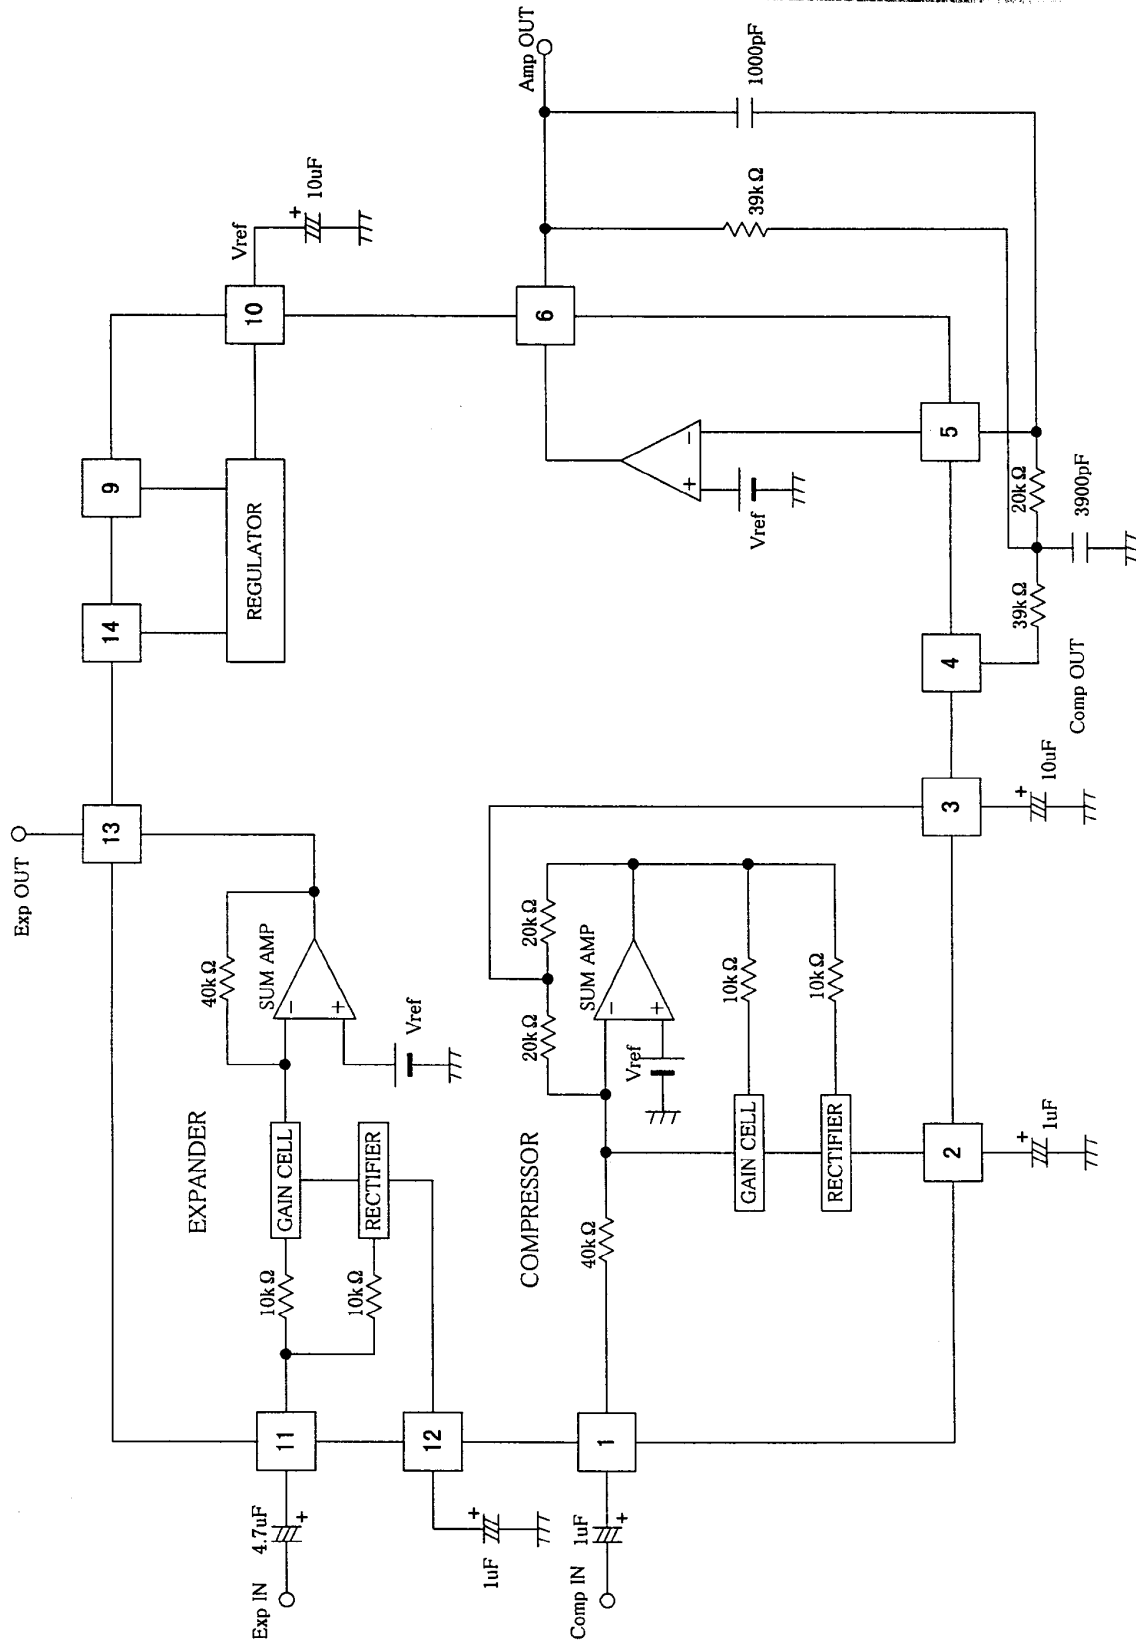 Exp OUT
13
14
9
REGULATOR
10
Vref
+
10uF
40kΩ
SUM AMP
−
+
Vref
EXPANDER
GAIN CELL
RECTIFIER
10kΩ
10kΩ
Exp IN
4.7uF
+
11
12
+
1uF
COMPRESSOR
Comp IN
1uF
+
1
40kΩ
20kΩ
20kΩ
SUM AMP
−
+
Vref
10kΩ
10kΩ
GAIN CELL
RECTIFIER
2
+
1uF
3
+
10uF
4
Comp OUT
39kΩ
20kΩ
3900pF
5
−
+
Vref
6
Amp OUT
39kΩ
1000pF